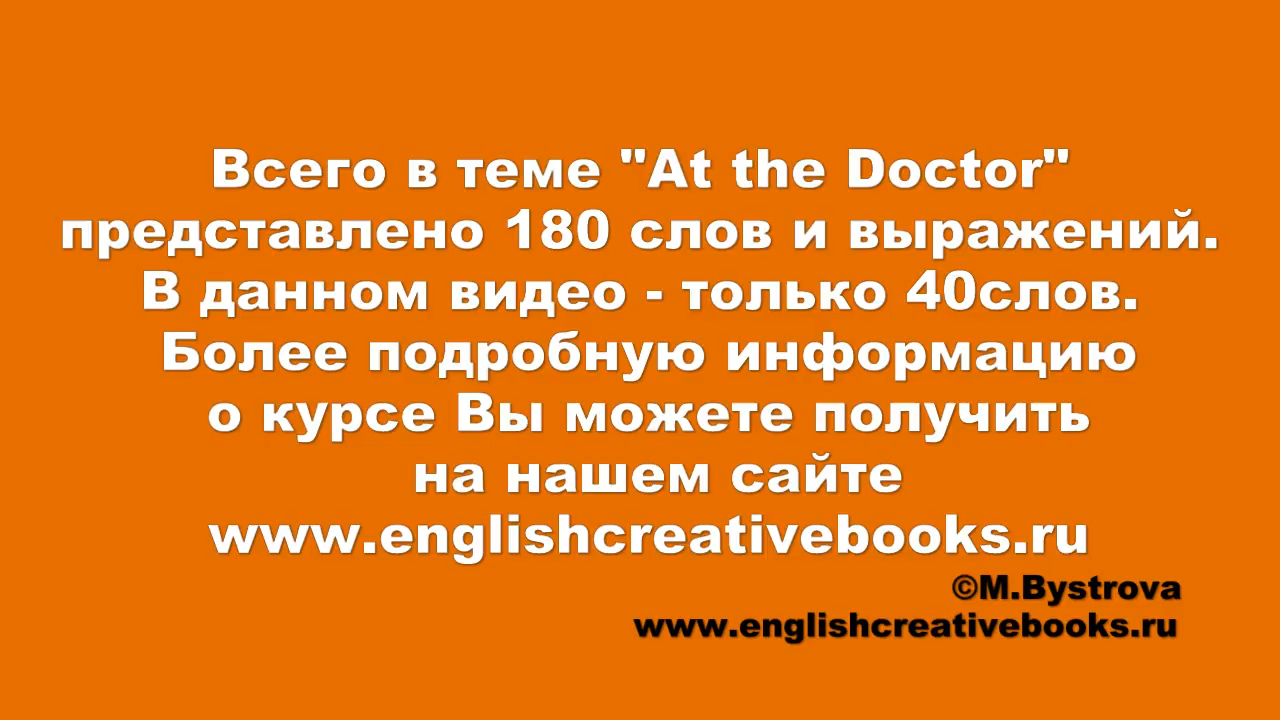 Всего в теме "At the Doctor"
представлено 180 слов и выражений.
В данном видео - только 40слов.
Более подробную информацию
о курсе Вы можете получить
на нашем сайте
www.englishcreativebooks.ru
©M.Bystrova
www.englishcreativebooks.ru